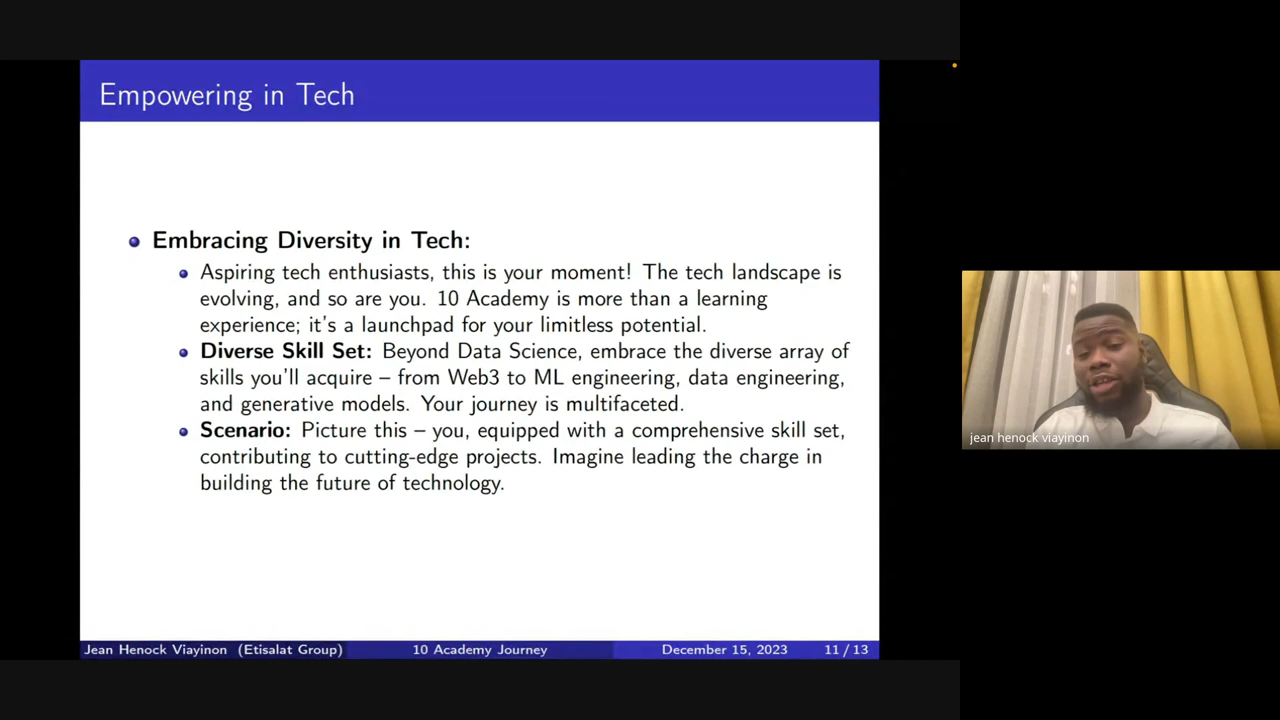 Empowering in Tech
Embracing Diversity in Tech:
Aspiring tech enthusiasts, this is your moment! The tech landscape is
evolving, and so are you. 10 Academy is more than a learning
experience; it's a launchpad for your limitless potential.
Diverse Skill Set: Beyond Data Science, embrace the diverse array of
skills you'll acquire – from Web3 to ML engineering, data engineering,
and generative models. Your journey is multifaceted.
Scenario: Picture this – you, equipped with a comprehensive skill set,
contributing to cutting-edge projects. Imagine leading the charge in
building the future of technology.
Jean Henock Viayinon (Etisalat Group) 10 Academy Journey December 15, 2023 11 / 13
jean henock viayinon